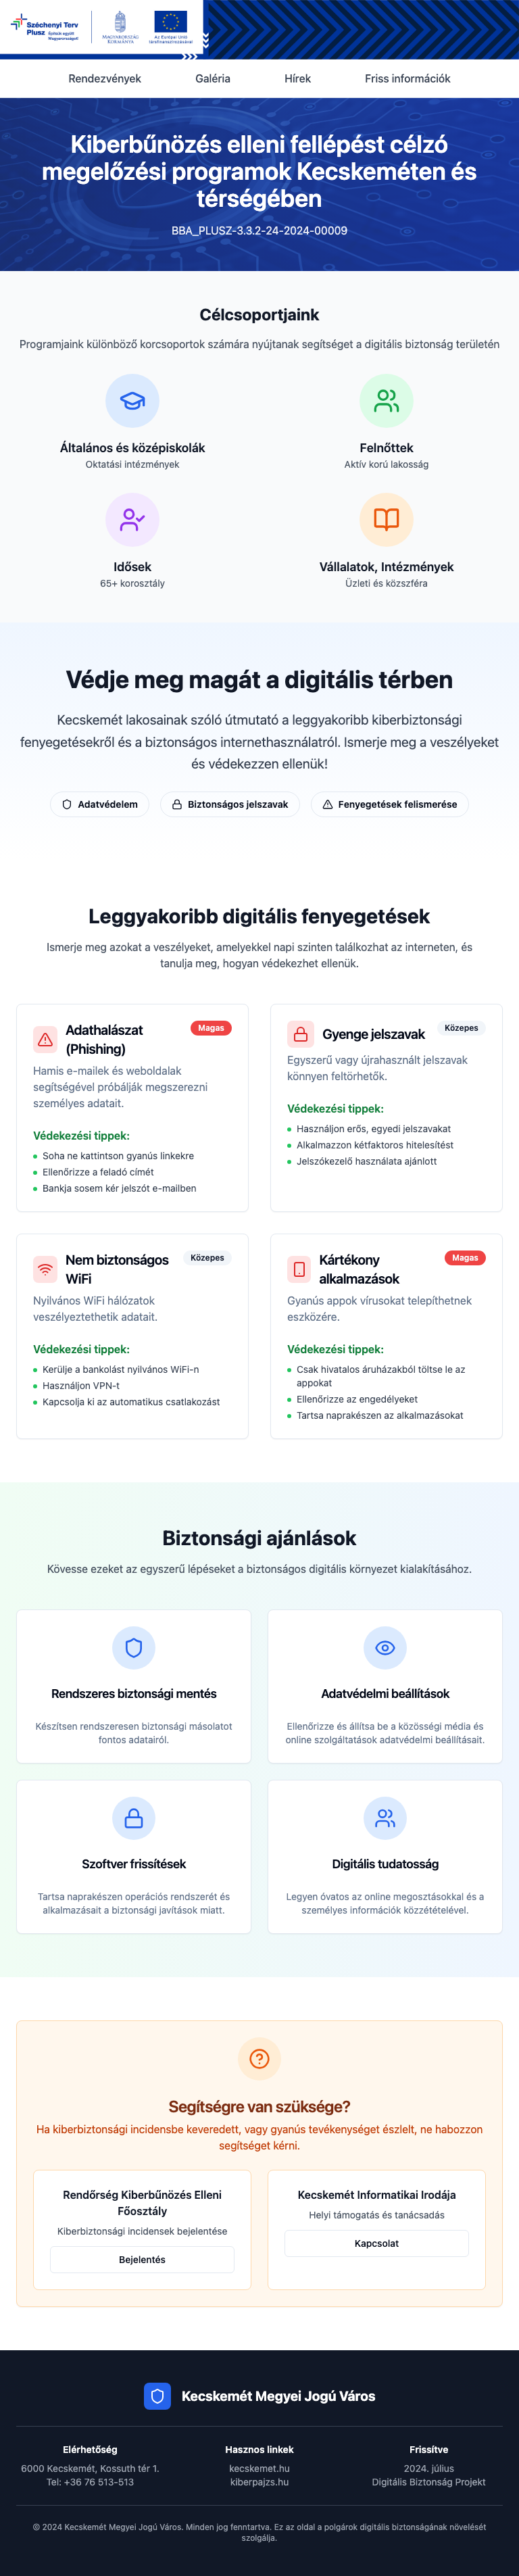 Széchenyi Terv
Plusz
Építsük együtt
Magyarországot!
MAGYARORSZÁG
KORMÁNYA
Az Európai Unió
társfinanszírozásával
Rendezvények
Galéria
Hírek
Friss információk
Kiberbűnözés elleni fellépést célzó
megelőzési programok Kecskeméten és
térségében
BBA_PLUSZ-3.3.2-24-2024-00009
Célcsoportjaink
Programjaink különböző korcsoportok számára nyújtanak segítséget a digitális biztonság területén
Általános és középiskolák
Oktatási intézmények
Felnőttek
Aktív korú lakosság
Idősek
65+ korosztály
Vállalatok, Intézmények
Üzleti és közszféra
Védje meg magát a digitális térben
Kecskemét lakosainak szóló útmutató a leggyakoribb kiberbiztonsági
fenyegetésekről és a biztonságos internethasználatról. Ismerje meg a veszélyeket
és védekezzen ellenük!
Adatvédelem
Biztonságos jelszavak
Fenyegetések felismerése
Leggyakoribb digitális fenyegetések
Ismerje meg azokat a veszélyeket, amelyekkel napi szinten találkozhat az interneten, és
tanulja meg, hogyan védekezhet ellenük.
Adathalászat
(Phishing)
Magas
Hamis e-mailek és weboldalak
segítségével próbálják megszerezni
személyes adatait.
Védekezési tippek:
Soha ne kattintson gyanús linkekre
Ellenőrizze a feladó címét
Bankja sosem kér jelszót e-mailben
Gyenge jelszavak
Közepes
Egyszerű vagy újrahasznált jelszavak
könnyen feltörhetők.
Védekezési tippek:
Használjon erős, egyedi jelszavakat
Alkalmazzon kétfaktoros hitelesítést
Jelszókezelő használata ajánlott
Nem biztonságos
WiFi
Közepes
Nyilvános WiFi hálózatok
veszélyeztethetik adatait.
Védekezési tippek:
Kerülje a bankolást nyilvános WiFi-n
Használjon VPN-t
Kapcsolja ki az automatikus csatlakozást
Kártékony
alkalmazások
Magas
Gyanús appok vírusokat telepíthetnek
eszközére.
Védekezési tippek:
Csak hivatalos áruházakból töltse le az
appokat
Ellenőrizze az engedélyeket
Tartsa naprakészen az alkalmazásokat
Biztonsági ajánlások
Kövesse ezeket az egyszerű lépéseket a biztonságos digitális környezet kialakításához.
Rendszeres biztonsági mentés
Készítsen rendszeresen biztonsági másolatot
fontos adatairól.
Adatvédelmi beállítások
Ellenőrizze és állítsa be a közösségi média és
online szolgáltatások adatvédelmi beállításait.
Szoftver frissítések
Tartsa naprakészen operációs rendszerét és
alkalmazásait a biztonsági javítások miatt.
Digitális tudatosság
Legyen óvatos az online megosztásokkal és a
személyes információk közzétételével.
Segítségre van szüksége?
Ha kiberbiztonsági incidensbe keveredett, vagy gyanús tevékenységet észlelt, ne habozzon
segítséget kérni.
Rendőrség Kiberbűnözés Elleni
Főosztály
Kiberbiztonsági incidensek bejelentése
Bejelentés
Kecskemét Informatikai Irodája
Helyi támogatás és tanácsadás
Kapcsolat
Kecskemét Megyei Jogú Város
Elérhetőség
6000 Kecskemét, Kossuth tér 1.
Tel: +36 76 513-513
Hasznos linkek
kecskemet.hu
kiberpajzs.hu
Frissítve
2024. július
Digitális Biztonság Projekt
© 2024 Kecskemét Megyei Jogú Város. Minden jog fenntartva. Ez az oldal a polgárok digitális biztonságának növelését
szolgálja.